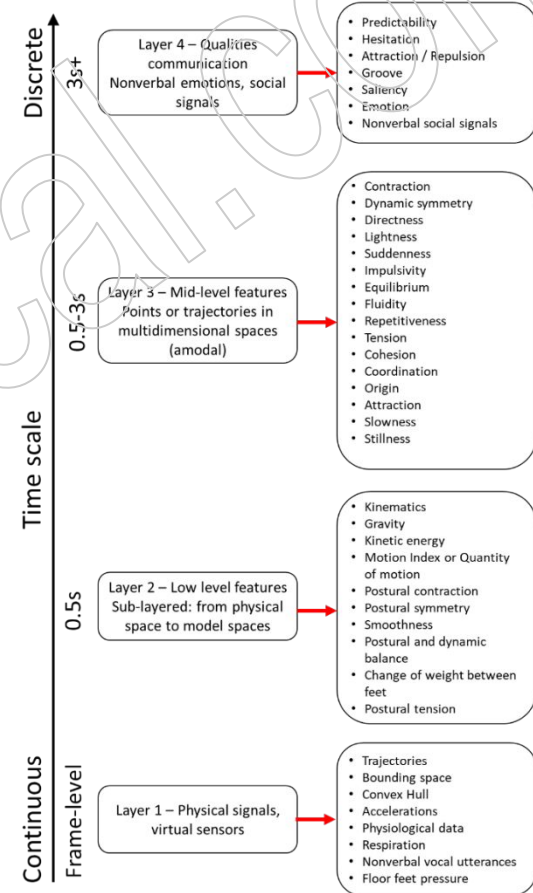 Discrete
3s+
Layer 4 – Qualities
communication
Nonverbal emotions, social
signals
• Predictability
• Hesitation
• Attraction / Repulsion
• Groove
• Saliency
• Emotion
• Nonverbal social signals
0.5-3s
Layer 3 – Mid-level features
Points or trajectories in
multidimensional spaces
(amodal)
• Contraction
• Dynamic symmetry
• Directness
• Lightness
• Suddenness
• Impulsivity
• Equilibrium
• Fluidity
• Repetitiveness
• Tension
• Cohesion
• Coordination
• Origin
• Attraction
• Slowness
• Stillness
Time scale
0.5s
Layer 2 – Low level features
Sub-layered: from physical
space to model spaces
• Kinematics
• Gravity
• Kinetic energy
• Motion Index or Quantity
of motion
• Postural contraction
• Postural symmetry
• Smoothness
• Postural and dynamic
balance
• Change of weight between
feet
• Postural tension
Continuous
Frame-level
Layer 1 – Physical signals,
virtual sensors
• Trajectories
• Bounding space
• Convex Hull
• Accelerations
• Physiological data
• Respiration
• Nonverbal vocal utterances
• Floor feet pressure